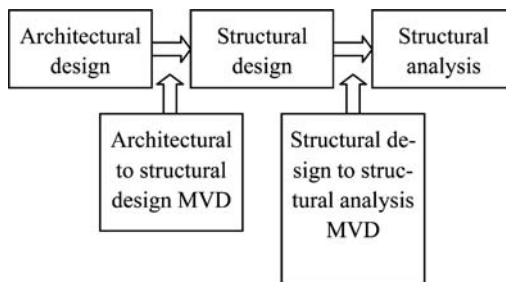 Architectural
design
Structural
design
Structural
analysis
Architectural
to structural
design MVD
Structural de-
sign to struc-
tural analysis
MVD